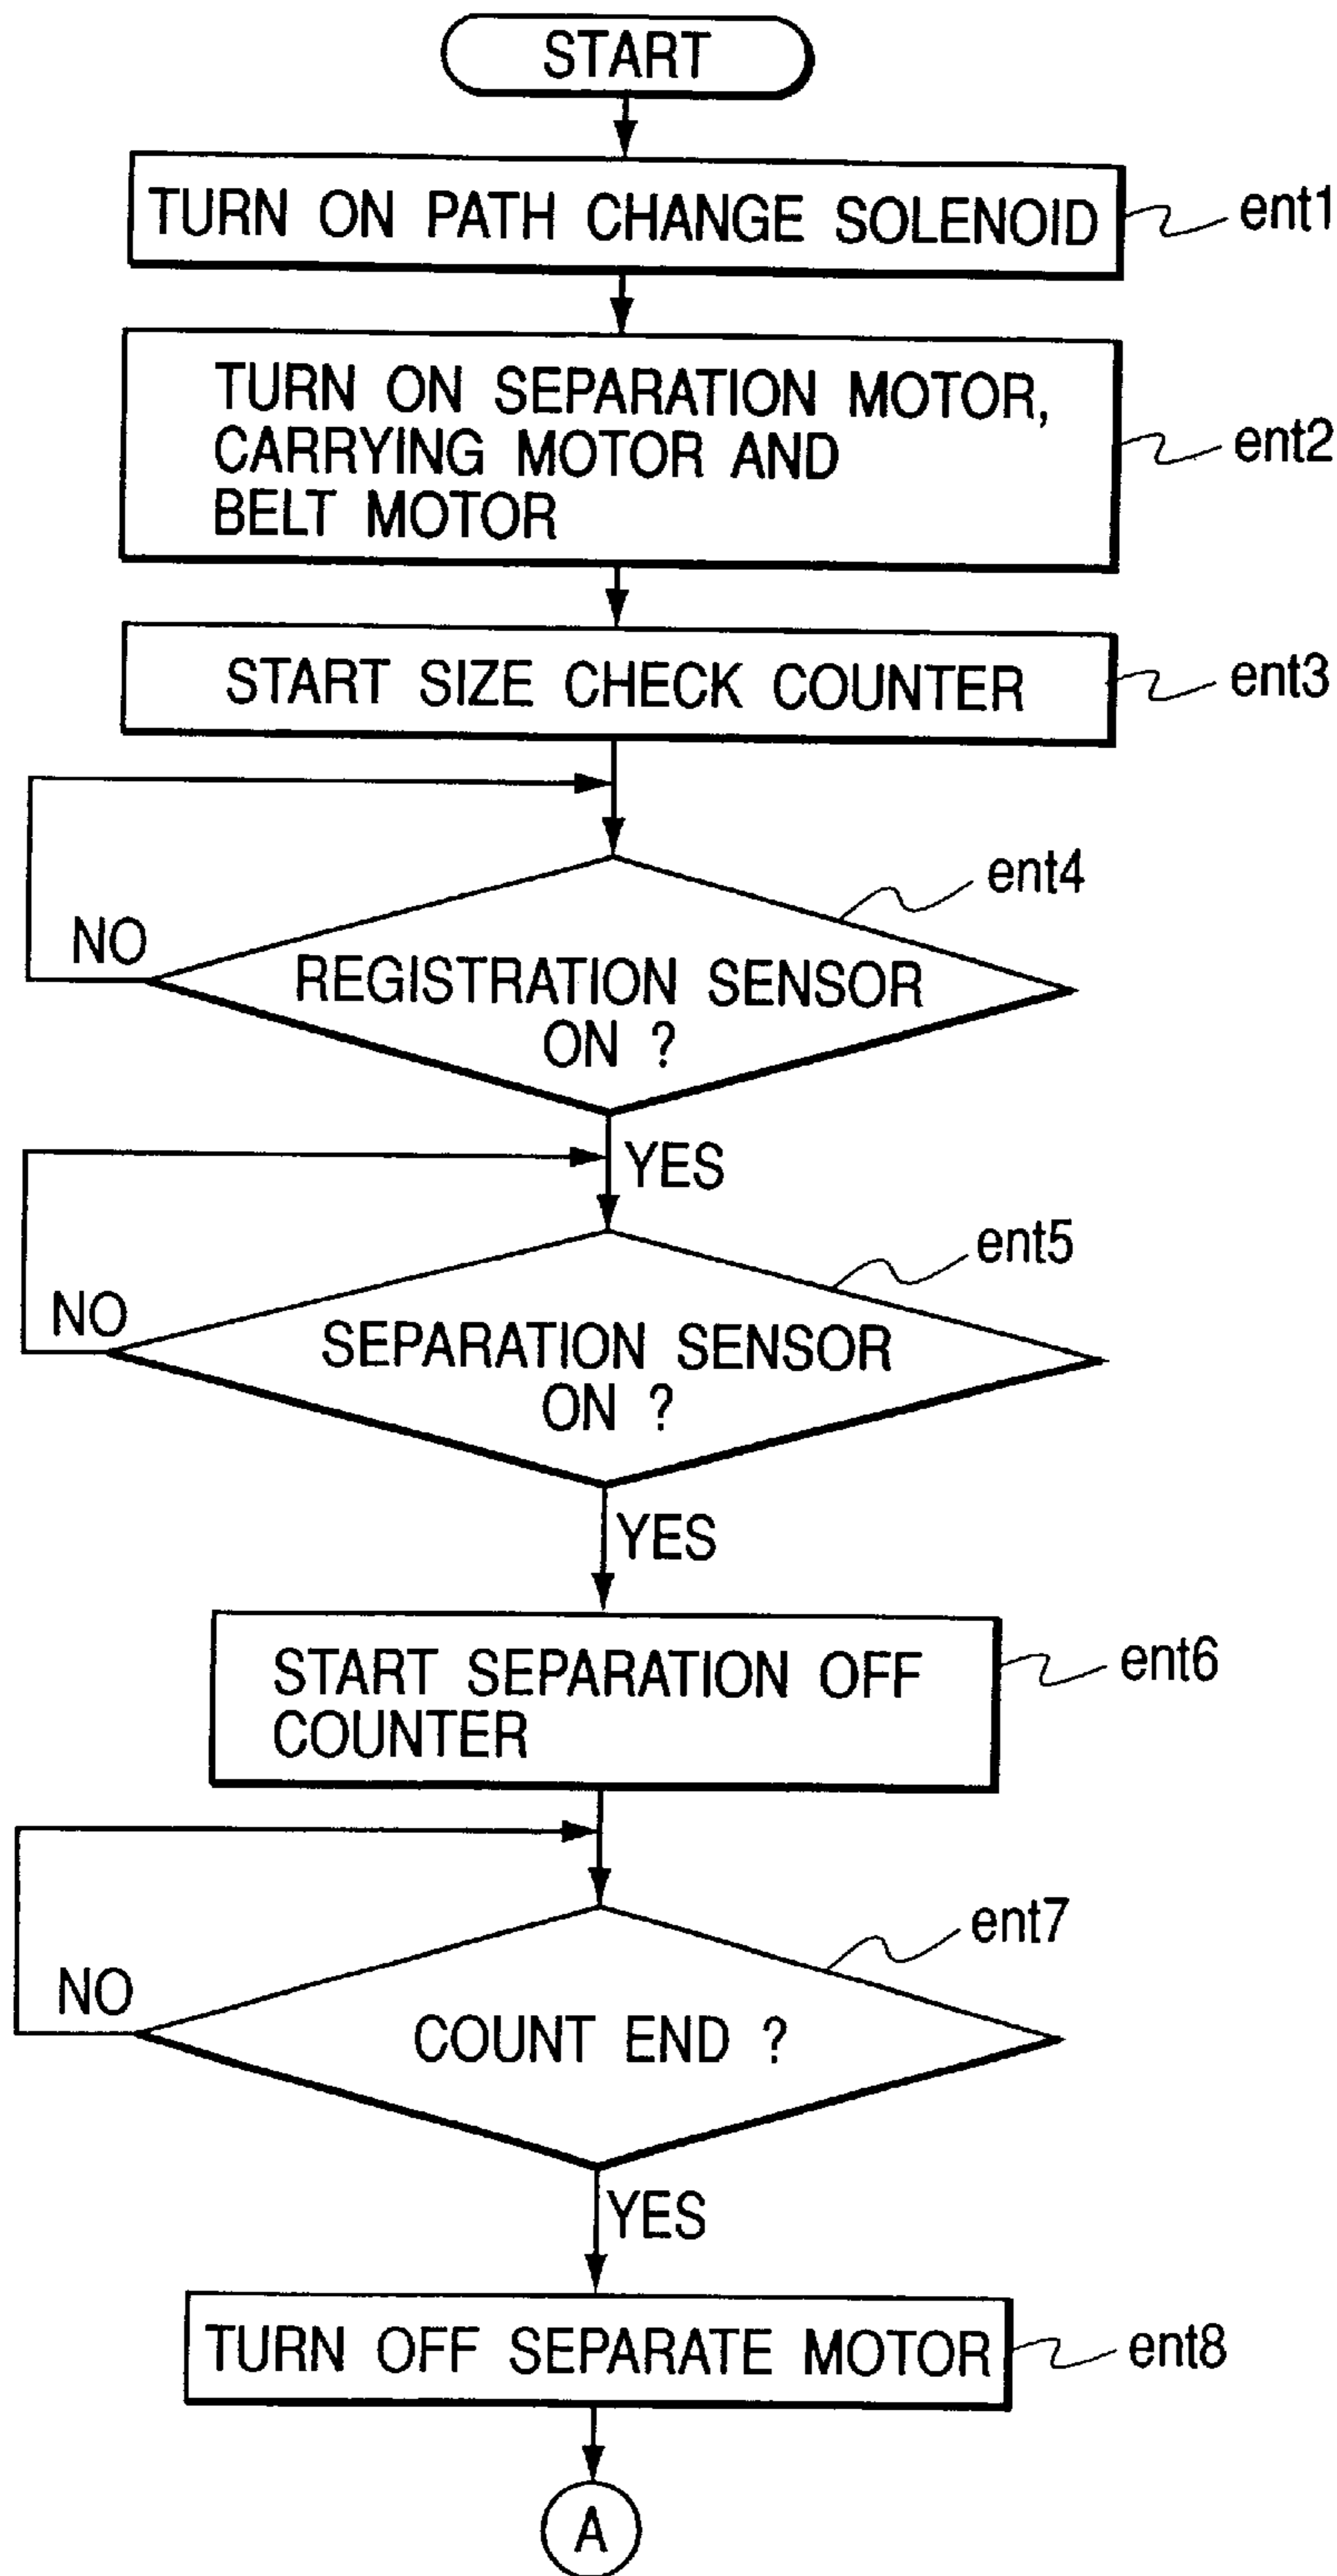 START
TURN ON PATH CHANGE SOLENOID
ent1
TURN ON SEPARATION MOTOR,
CARRYING MOTOR AND
BELT MOTOR
ent2
START SIZE CHECK COUNTER
ent3
ent4
NO
REGISTRATION SENSOR
ON ?
YES
ent5
NO
SEPARATION SENSOR
ON ?
YES
START SEPARATION OFF
COUNTER
ent6
ent7
NO
COUNT END ?
YES
TURN OFF SEPARATE MOTOR
ent8
A